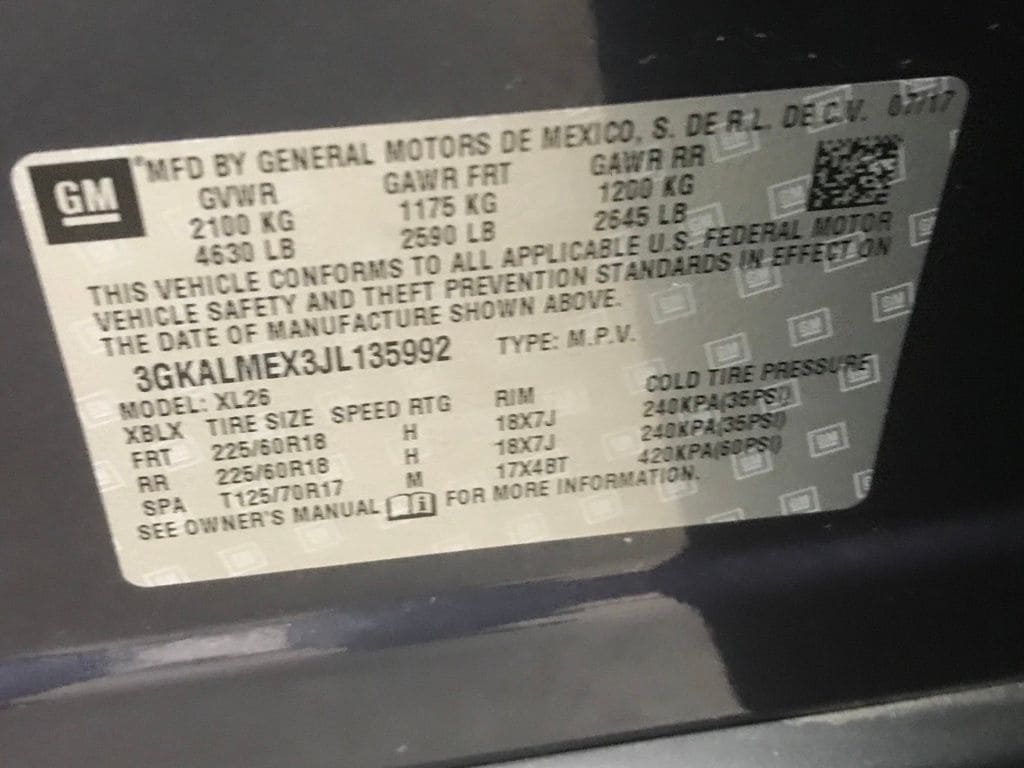 GM
MFD BY GENERAL MOTORS DE MEXICO, S. DE R.L. DE C.V. 07/17
GVWR GAWR FRT GAWR RR
2100 KG 1175 KG 1200 KG
4630 LB 2590 LB 2645 LB
THIS VEHICLE CONFORMS TO ALL APPLICABLE U.S. FEDERAL MOTOR
VEHICLE SAFETY AND THEFT PREVENTION STANDARDS IN EFFECT ON
THE DATE OF MANUFACTURE SHOWN ABOVE.
3GKALMEX3JL135992 TYPE: M.P.V.
MODEL: XL26
XBLX TIRE SIZE SPEED RTG RIM COLD TIRE PRESSURE
FRT 225/60R18 H 18X7J 240KPA(35PSI)
RR 225/60R18 H 18X7J 240KPA(35PSI)
SPA T125/70R17 M 17X4BT 420KPA(60PSI)
SEE OWNER'S MANUAL FOR MORE INFORMATION.